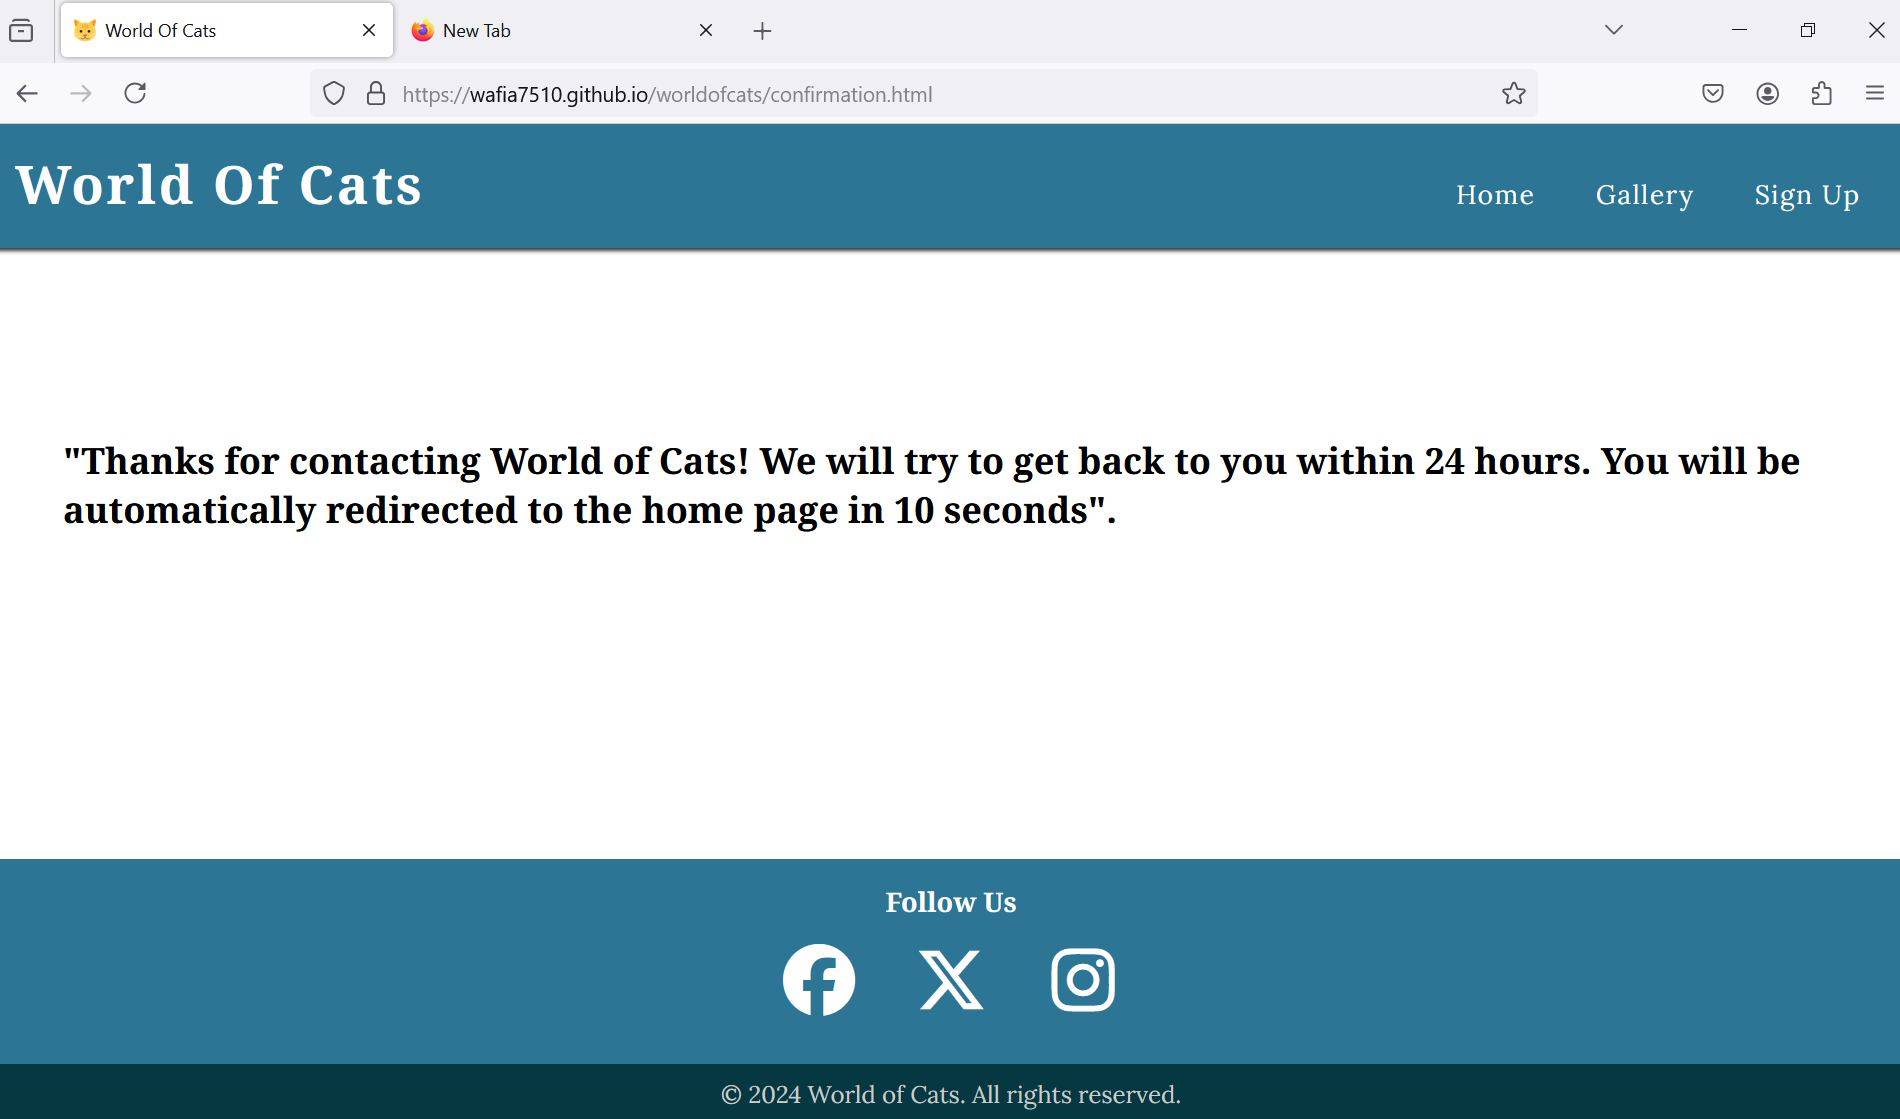 World Of Cats
New Tab
https://wafia7510.github.io/worldofcats/confirmation.html
World Of Cats
Home
Gallery
Sign Up
"Thanks for contacting World of Cats! We will try to get back to you within 24 hours. You will be
automatically redirected to the home page in 10 seconds".
Follow Us
© 2024 World of Cats. All rights reserved.